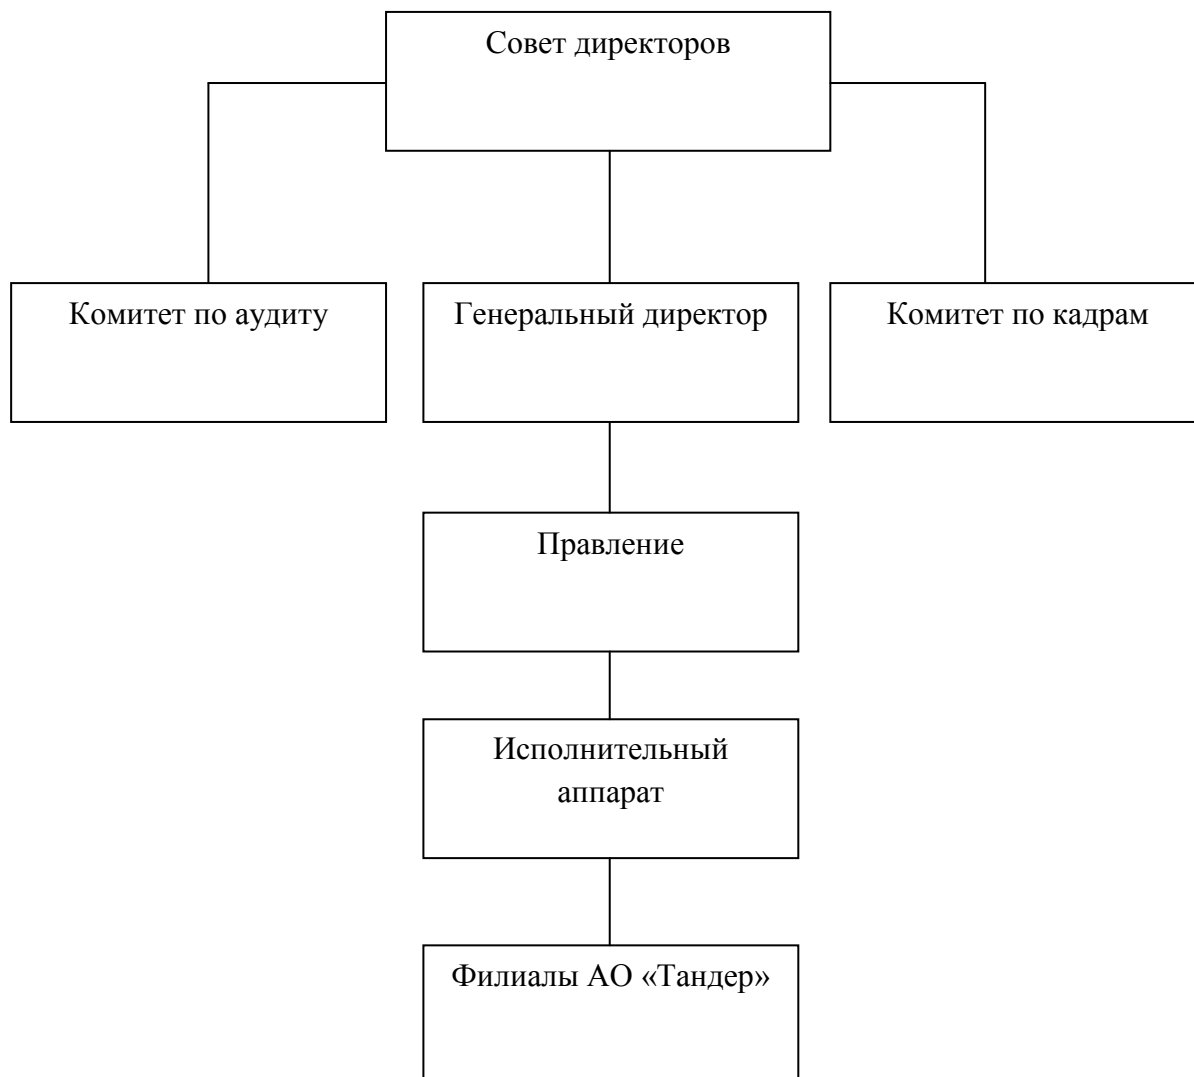 Совет директоров
Комитет по аудиту
Генеральный директор
Комитет по кадрам
Правление
Исполнительный
аппарат
Филиалы АО «Тандер»